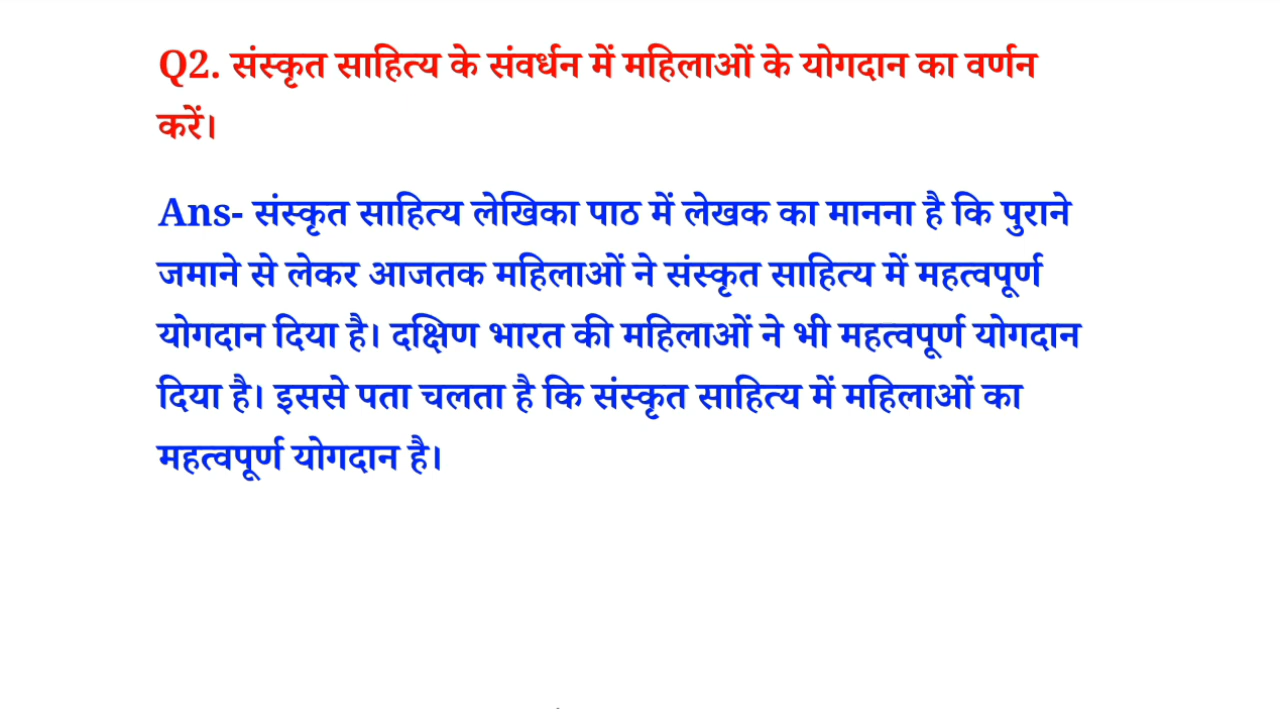 Q2. संस्कृत साहित्य के संवर्धन में महिलाओं के योगदान का वर्णन
करें।
Ans- संस्कृत साहित्य लेखिका पाठ में लेखक का मानना है कि पुराने
जमाने से लेकर आजतक महिलाओं ने संस्कृत साहित्य में महत्वपूर्ण
योगदान दिया है। दक्षिण भारत की महिलाओं ने भी महत्वपूर्ण योगदान
दिया है। इससे पता चलता है कि संस्कृत साहित्य में महिलाओं का
महत्वपूर्ण योगदान है।